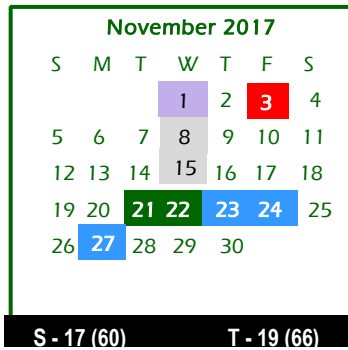 November 2017
S M T W T F S
1 2 3 4
5 6 7 8 9 10 11
12 13 14 15 16 17 18
19 20 21 22 23 24 25
26 27 28 29 30
S - 17 (60) T - 19 (66)